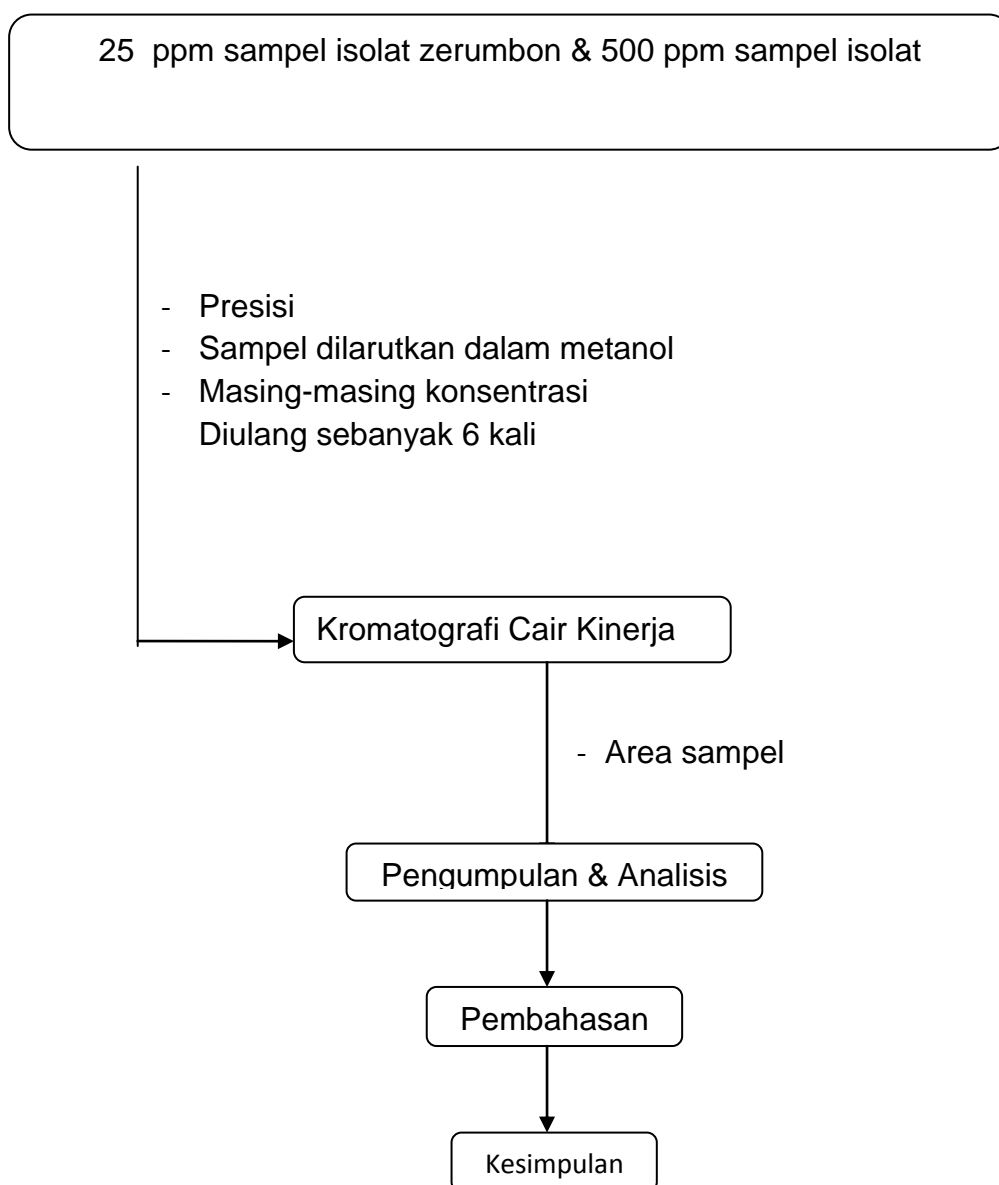 25 ppm sampel isolat zerumbon & 500 ppm sampel isolat
- Presisi
- Sampel dilarutkan dalam metanol
- Masing-masing konsentrasi
Diulang sebanyak 6 kali
Kromatografi Cair Kinerja
- Area sampel
Pengumpulan & Analisis
Pembahasan
Kesimpulan